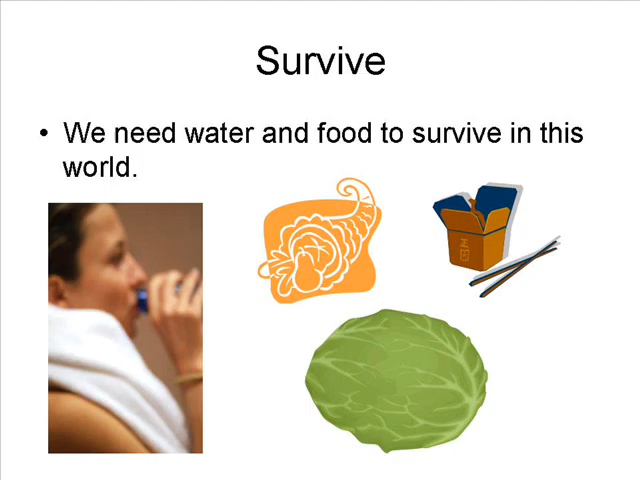 Survive
• We need water and food to survive in this
world.